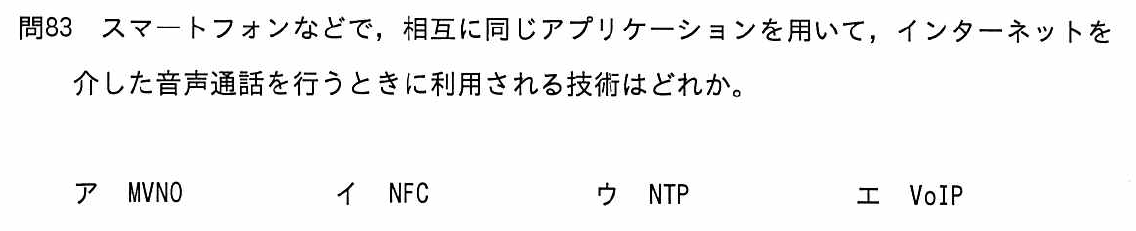 問83　スマートフォンなどで，相互に同じアプリケーションを用いて，インターネットを
介した音声通話を行うときに利用される技術はどれか。
ア　MVNO　イ　NFC　ウ　NTP　エ　VoIP